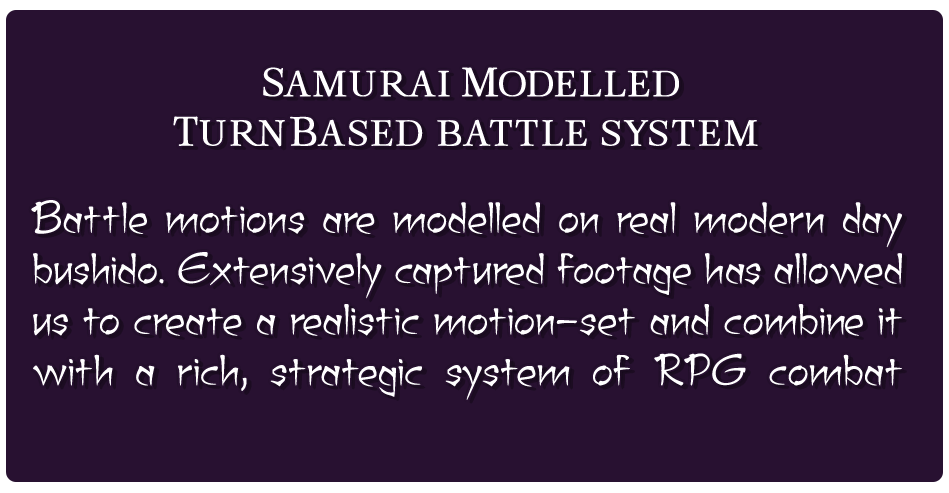 Samurai Modelled
TurnBased battle system
Battle motions are modelled on real modern day
bushido. Extensively captured footage has allowed
us to create a realistic motion-set and combine it
with a rich, strategic system of RPG combat